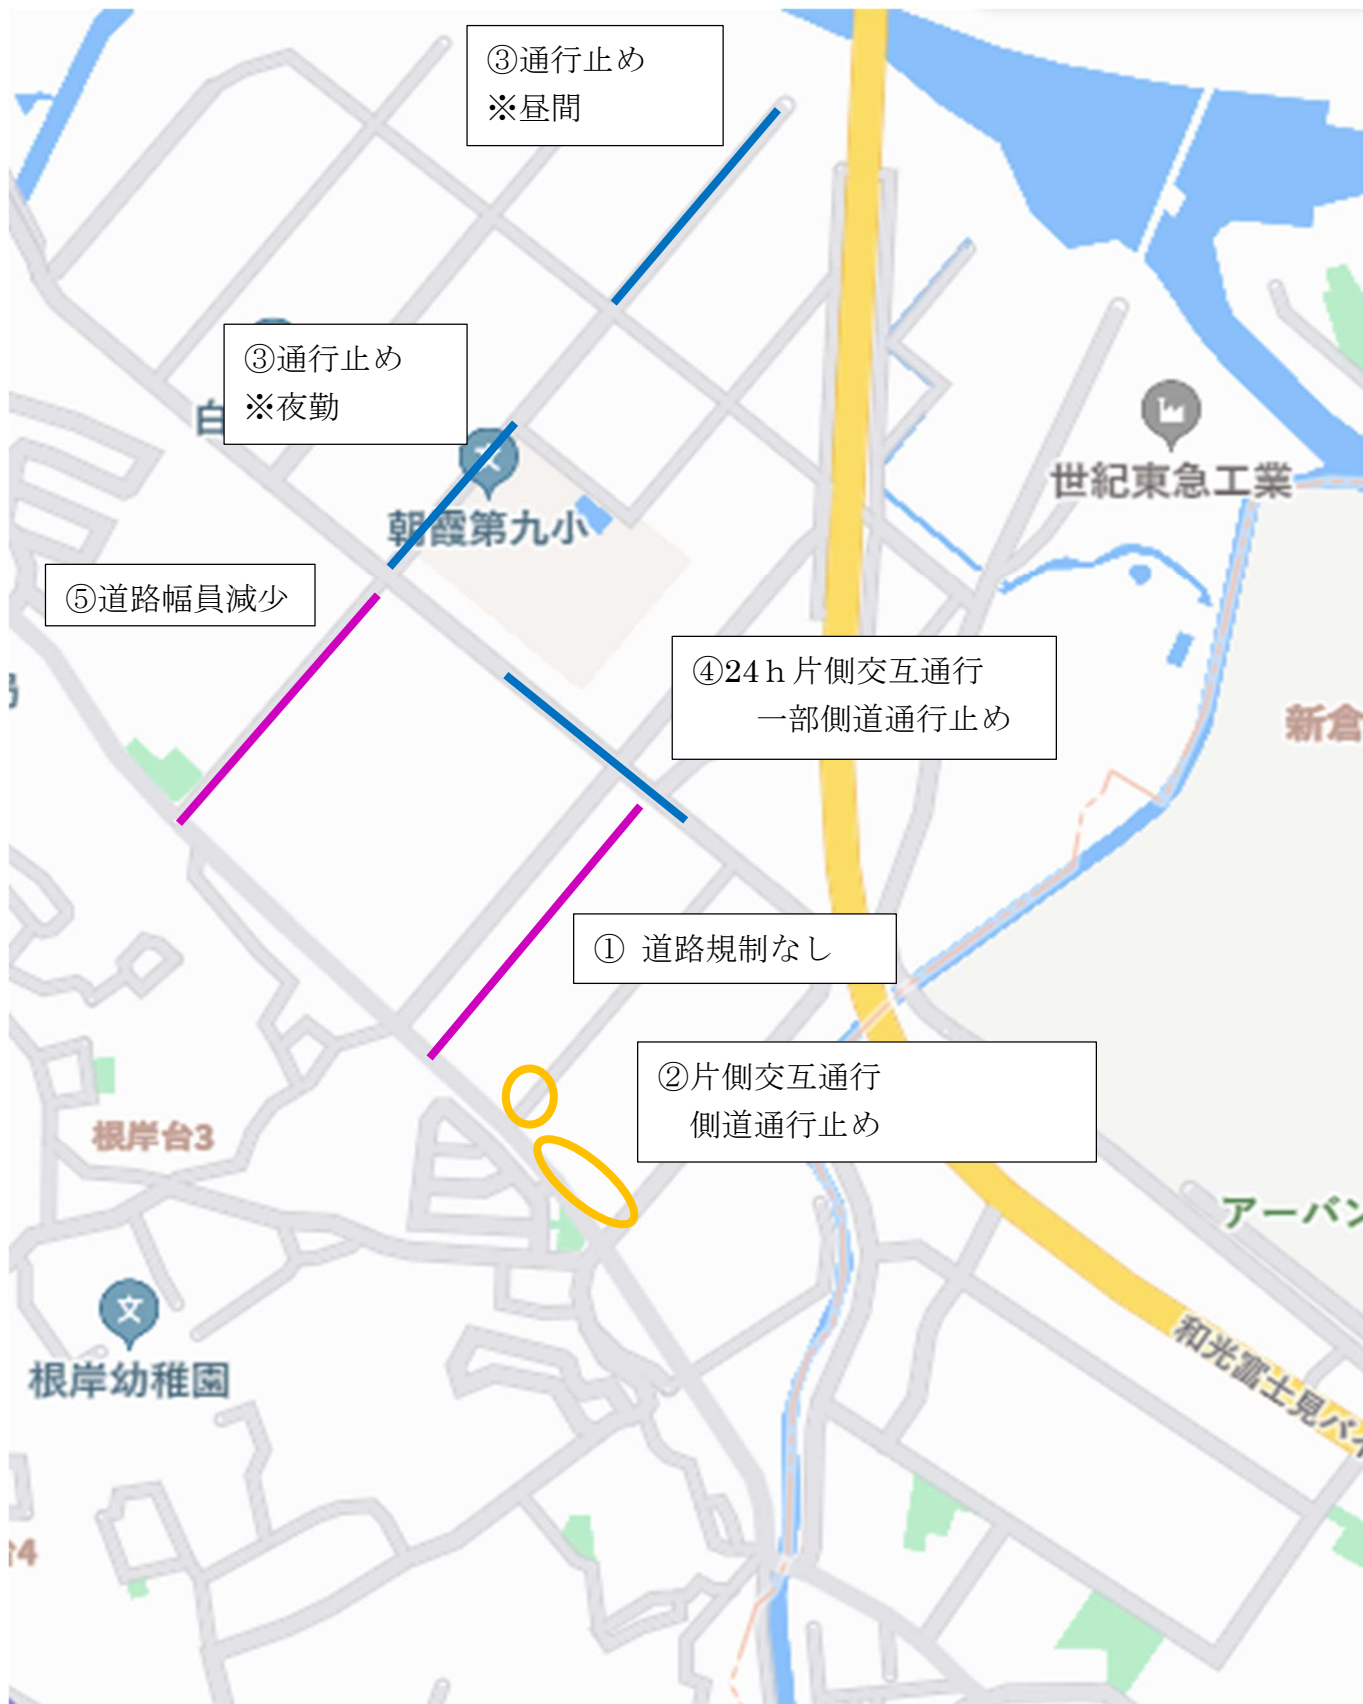 ③通行止め
※昼間
③通行止め
※夜勤
白
朝霞第九小
世紀東急工業
⑤道路幅員減少
④24ｈ片側交互通行
一部側道通行止め
新倉
① 道路規制なし
②片側交互通行
側道通行止め
根岸台3
アーバン
根岸幼稚園
和光富士見バイ
4